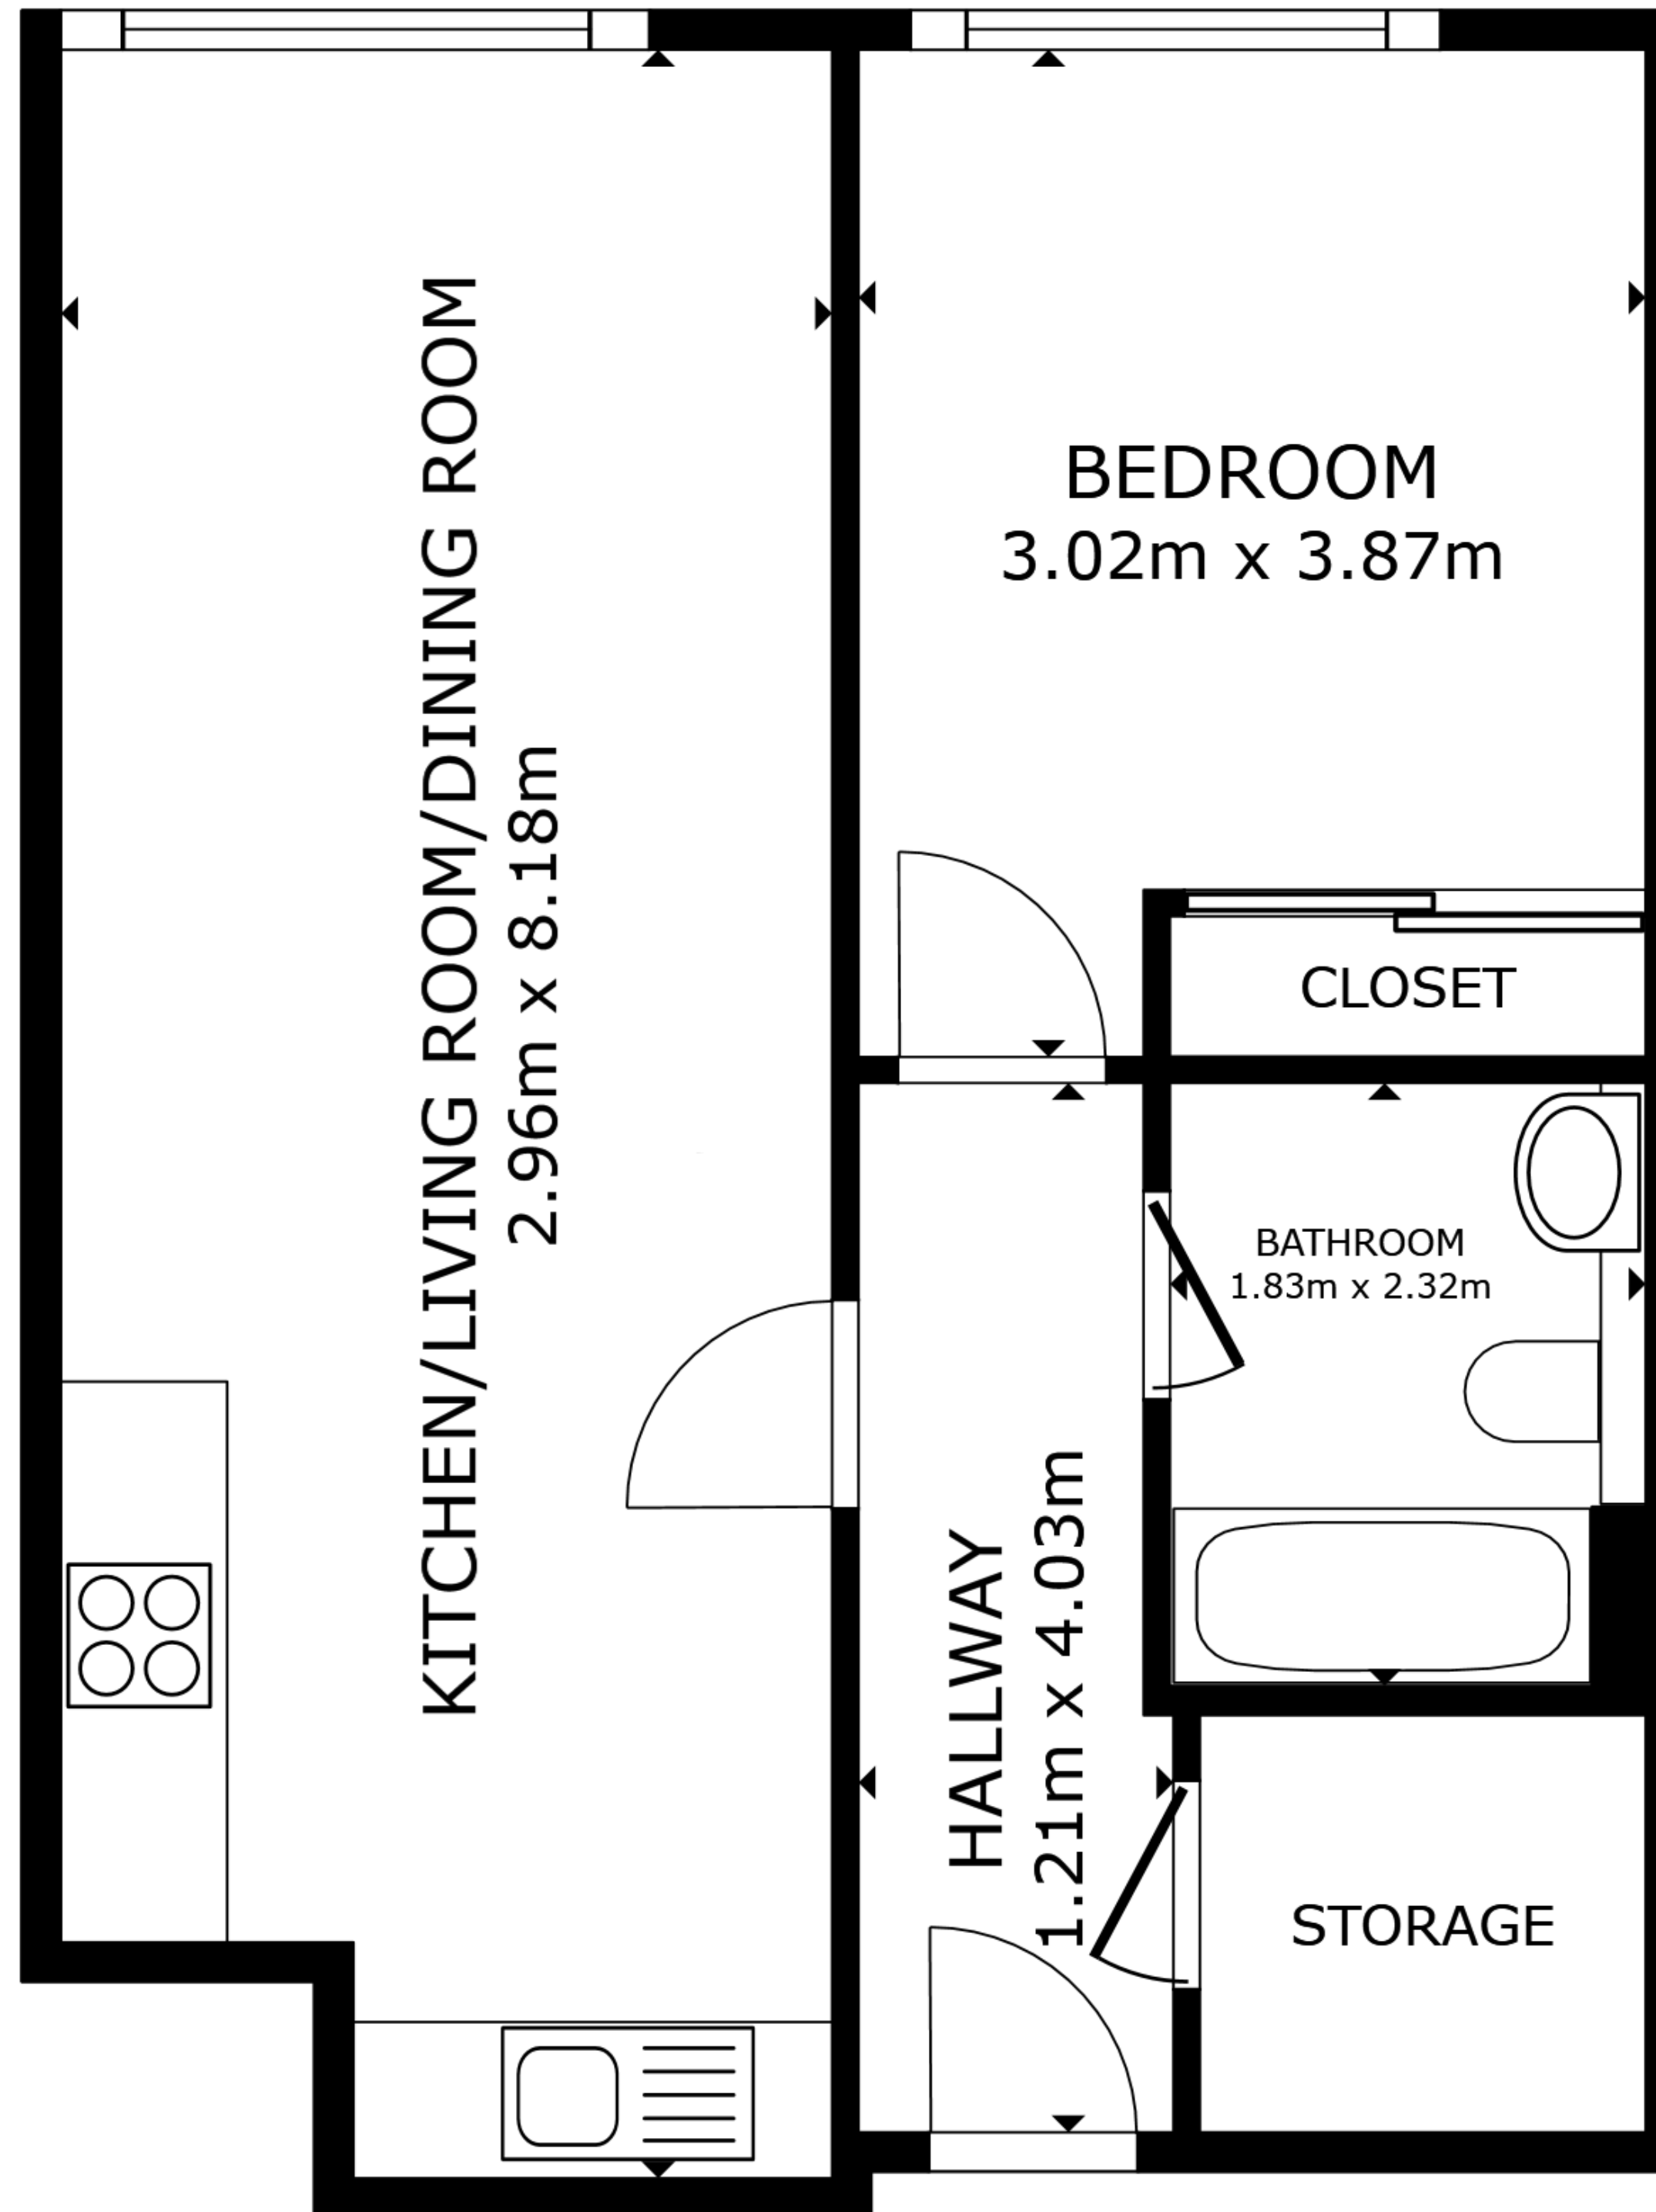 KITCHEN/LIVING ROOM/DINING ROOM
2.96m x 8.18m
BEDROOM
3.02m x 3.87m
CLOSET
BATHROOM
1.83m x 2.32m
HALLWAY
1.21m x 4.03m
STORAGE